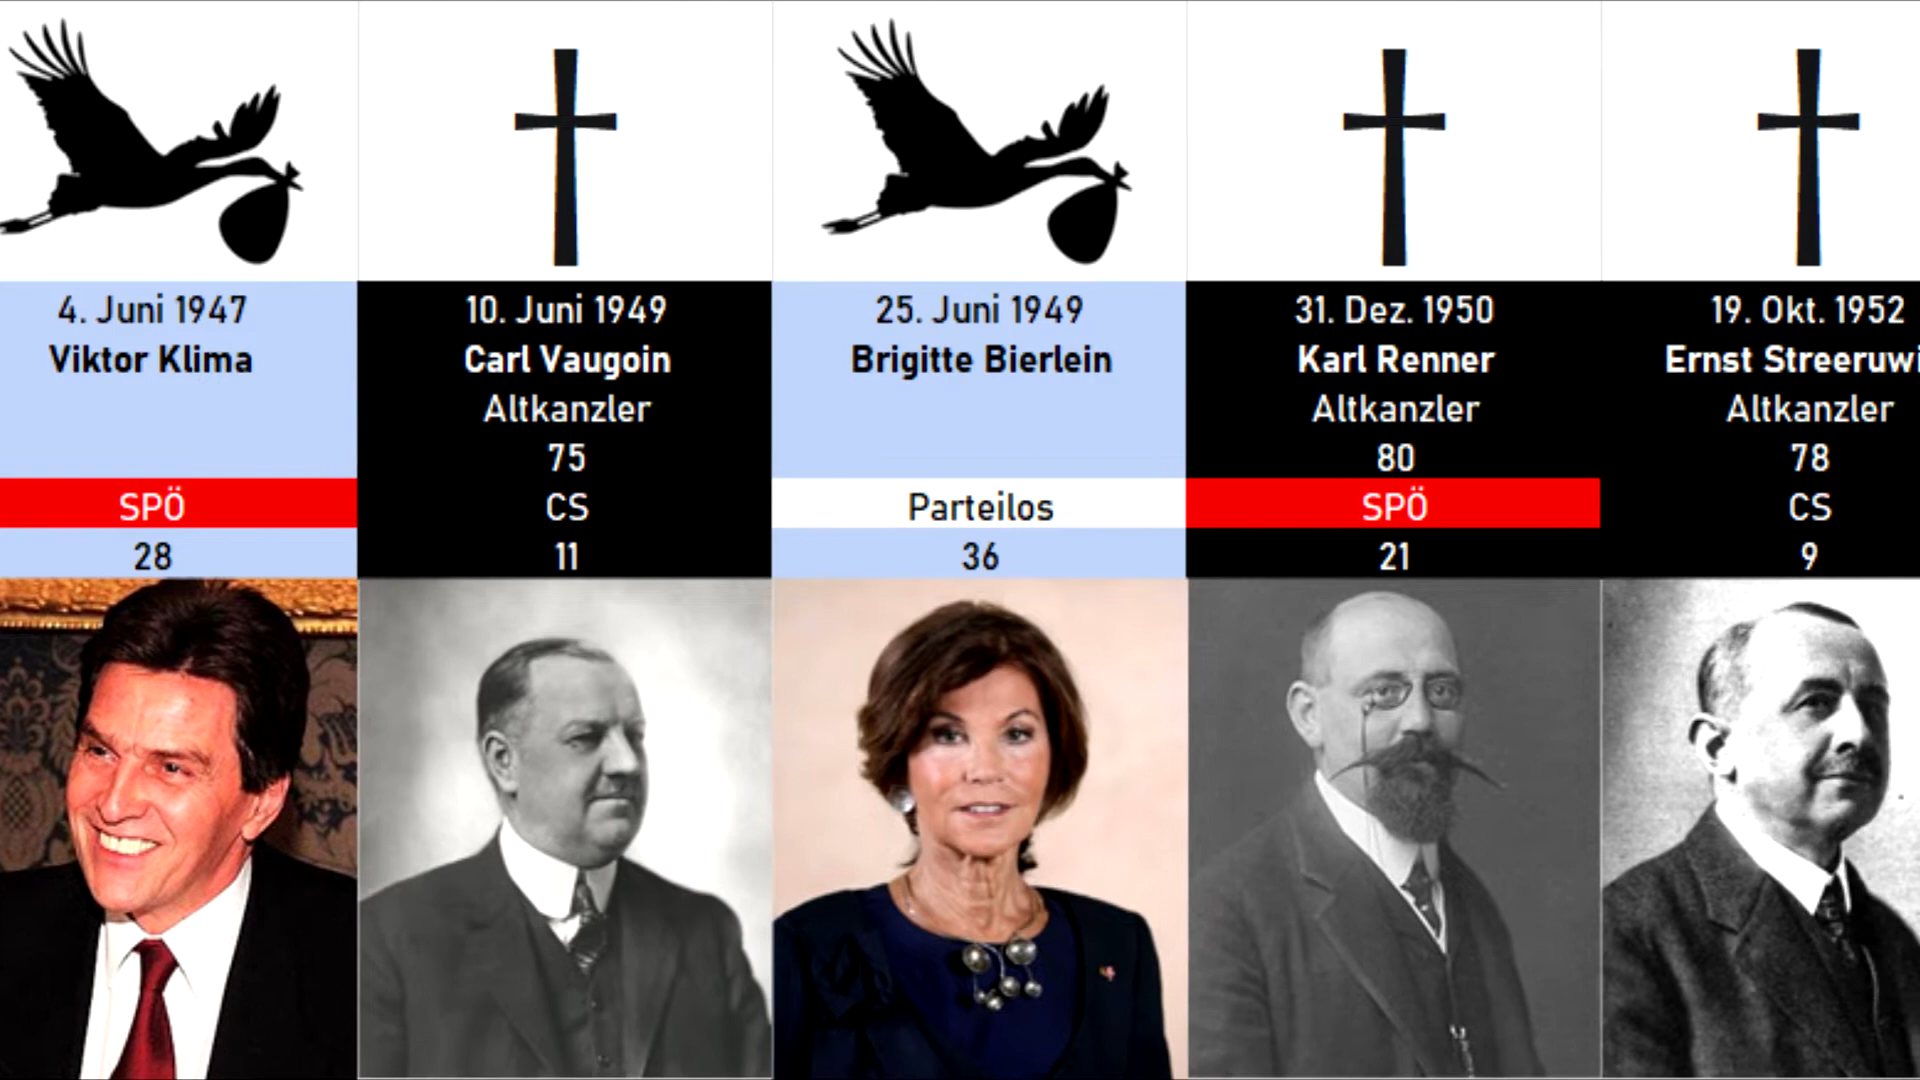 4. Juni 1947
Viktor Klima
SPÖ
28
10. Juni 1949
Carl Vaugoin
Altkanzler
75
CS
11
25. Juni 1949
Brigitte Bierlein
Parteilos
36
31. Dez. 1950
Karl Renner
Altkanzler
80
SPÖ
21
19. Okt. 1952
Ernst Streeruwi
Altkanzler
78
CS
9